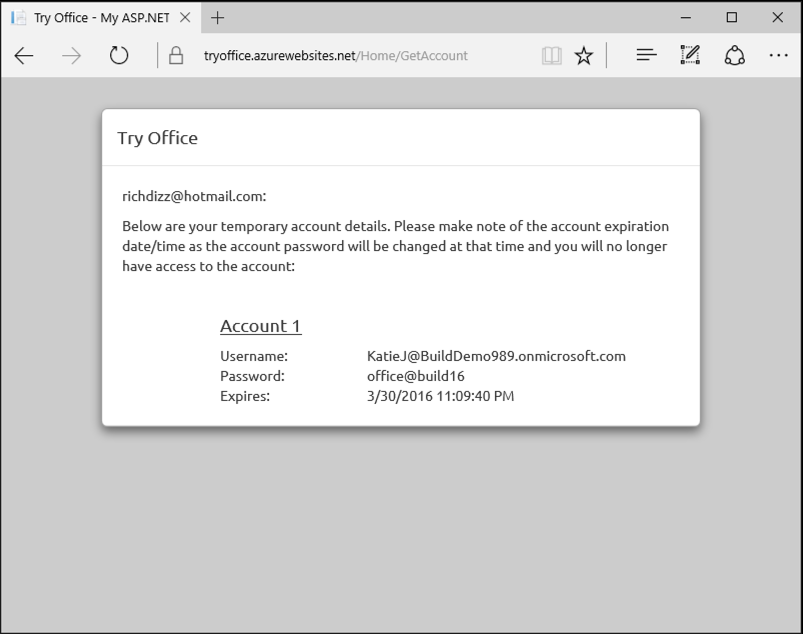 Try Office - My ASP.NET
tryoffice.azurewebsites.net/Home/GetAccount
Try Office
richdizz@hotmail.com:
Below are your temporary account details. Please make note of the account expiration
date/time as the account password will be changed at that time and you will no longer
have access to the account:
Account 1
Username: KatieJ@BuildDemo989.onmicrosoft.com
Password: office@build16
Expires: 3/30/2016 11:09:40 PM